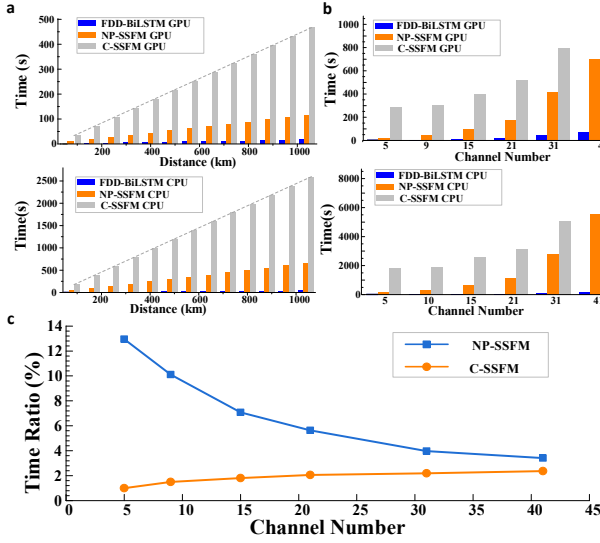 a
FDD-BiLSTM GPU
NP-SSFM GPU
C-SSFM GPU
Time (s)
500
400
300
200
100
0
200 400 600 800 1000
Distance (km)
FDD-BiLSTM CPU
NP-SSFM CPU
C-SSFM CPU
Time(s)
2500
2000
1500
1000
500
0
200 400 600 800 1000
Distance (km)
b
FDD-BiLSTM GPU
NP-SSFM GPU
C-SSFM GPU
Time(s)
1000
800
600
400
200
0
5 9 15 21 31 4
Channel Number
FDD-BiLSTM CPU
NP-SSFM CPU
C-SSFM CPU
Time(s)
8000
6000
4000
2000
0
5 10 15 21 31 4
Channel Number
c
NP-SSFM
C-SSFM
Time Ratio (%)
14
12
10
8
6
4
2
0
0 5 10 15 20 25 30 35 40 45
Channel Number